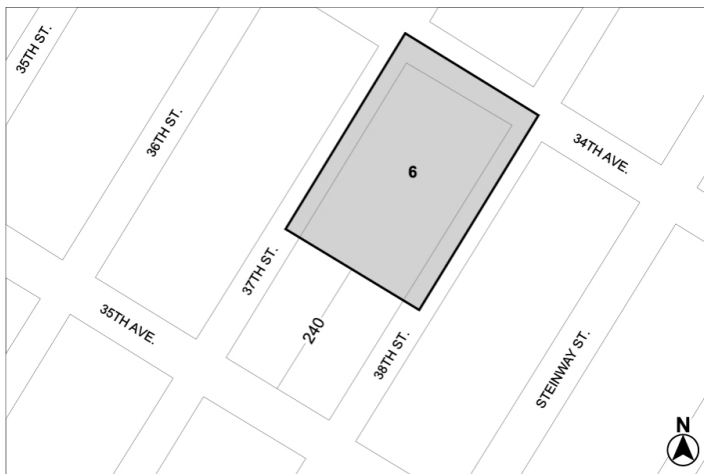 35TH ST.
36TH ST.
37TH ST.
6
34TH AVE.
35TH AVE.
240
38TH ST.
STEINWAY ST.
N